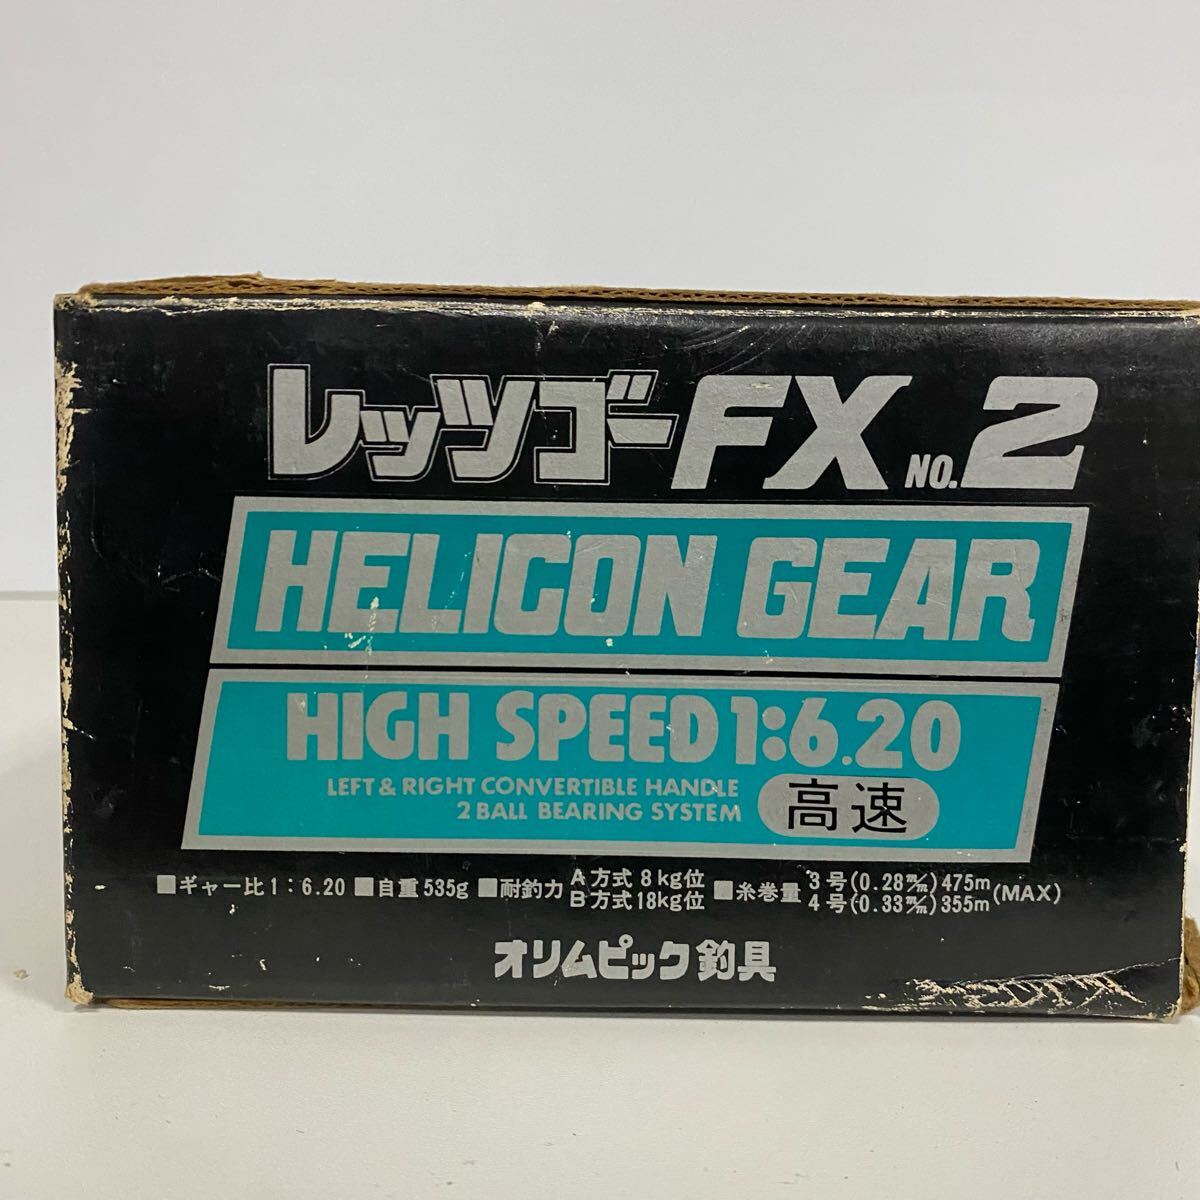 レッツゴーFX NO.2
HELICON GEAR
HIGH SPEED 1:6.20
LEFT & RIGHT CONVERTIBLE HANDLE
2 BALL BEARING SYSTEM
高速
■ギャー比1：6.20 ■自重535g ■耐釣力 A方式 8kg位 ■糸巻量 3号(0.28㎜)475m (MAX)
B方式18kg位 4号(0.33㎜)355m
オリムピック釣具